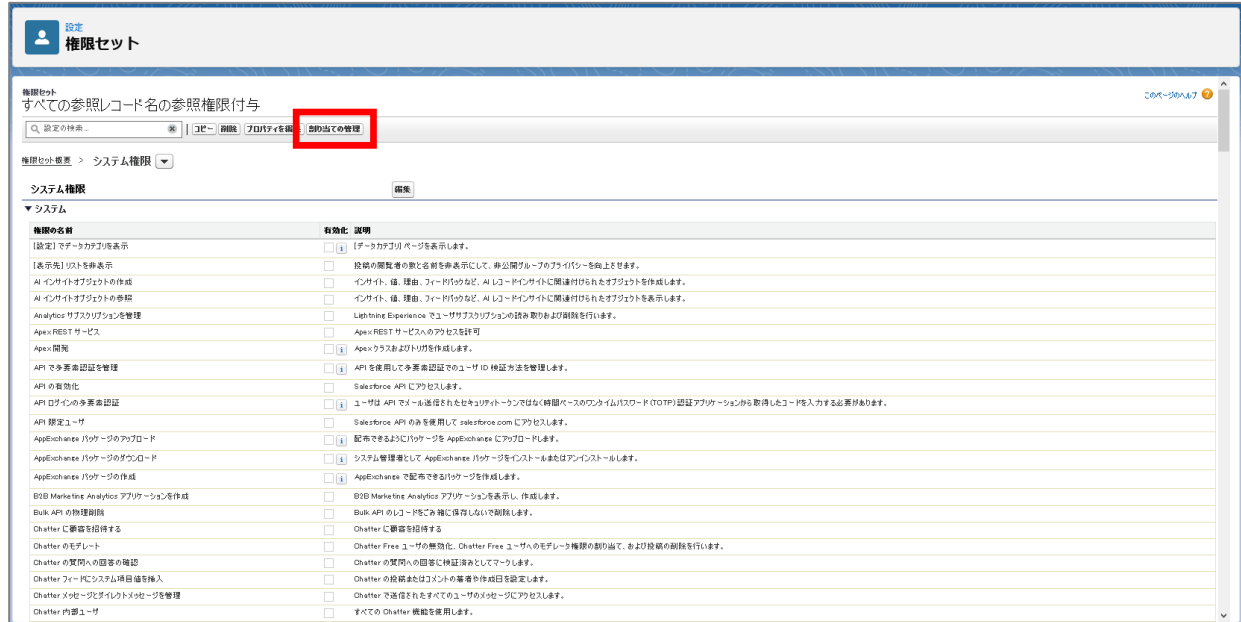 設定
権限セット
権限セット
すべての参照レコード名の参照権限付与
このページのヘルプ
設定の検索...
コピー 削除 プロパティを編集 割り当ての管理
権限セット概要 > システム権限
システム権限 編集
システム
権限の名前 有効化 説明
[設定] でデータカテゴリを表示 [データカテゴリ] ページを表示します。
[表示先] リストを非表示 投稿の閲覧者の数と名前を非表示にして、非公開グループのプライバシーを向上させます。
AI インサイトオブジェクトの作成 インサイト、値、理由、フィードバックなど、AI レコードインサイトに関連付けられたオブジェクトを作成します。
AI インサイトオブジェクトの参照 インサイト、値、理由、フィードバックなど、AI レコードインサイトに関連付けられたオブジェクトを表示します。
Analytics サブスクリプションを管理 Lightning Experience でユーザサブスクリプションの読み取りおよび削除を行います。
Apex REST サービス Apex REST サービスへのアクセスを許可
Apex 開発 Apex クラスおよびトリガを作成します。
API で多要素認証を管理 API を使用して多要素認証でのユーザ ID 検証方法を管理します。
API の有効化 Salesforce API にアクセスします。
API ログインの多要素認証 ユーザは API でメール送信されたセキュリティトークンではなく時間ベースのワンタイムパスワード (TOTP) 認証アプリケーションから取得したコードを入力する必要があります。
API 限定ユーザ Salesforce API のみを使用して salesforce.com にアクセスします。
AppExchange パッケージのアップロード 配布できるようにパッケージを AppExchange にアップロードします。
AppExchange パッケージのダウンロード システム管理者として AppExchange パッケージをインストールまたはアンインストールします。
AppExchange パッケージの作成 AppExchange で配布できるパッケージを作成します。
B2B Marketing Analytics アプリケーションを作成 B2B Marketing Analytics アプリケーションを表示し、作成します。
Bulk API の物理削除 Bulk API のレコードをごみ箱に保存しないで削除します。
Chatter に顧客を招待する Chatter に顧客を招待する
Chatter のモデレート Chatter Free ユーザの無効化、Chatter Free ユーザへのモデレータ権限の割り当て、および投稿の削除を行います。
Chatter の質問への回答の確認 Chatter の質問への回答に検証済みとしてマークします。
Chatter フィードにシステム項目値を挿入 Chatter の投稿またはコメントの著者や作成日を設定します。
Chatter メッセージとダイレクトメッセージを管理 Chatter で送信されたすべてのユーザのメッセージにアクセスします。
Chatter 内部ユーザ すべての Chatter 機能を使用します。